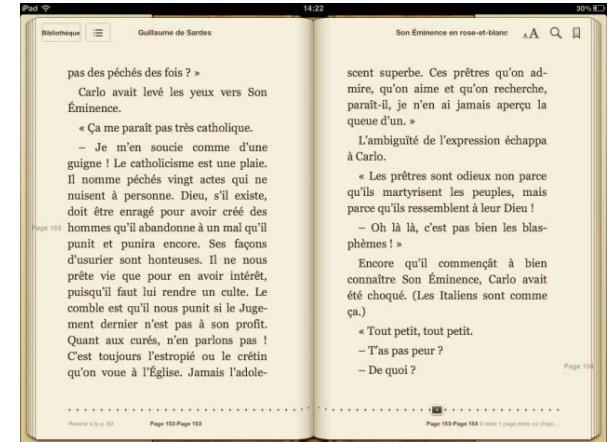 iPad
14:22
30%
Bibliothèque
Guillaume de Sardes
Son Éminence en rose-et-blanc
AA
pas des péchés des fois ? »
Carlo avait levé les yeux vers Son
Éminence.
« Ça me paraît pas très catholique.
– Je m'en soucie comme d'une
guigne ! Le catholicisme est une plaie.
Il nomme péchés vingt actes qui ne
nuisent à personne. Dieu, s'il existe,
doit être enragé pour avoir créé des
hommes qu'il abandonne à un mal qu'il
punit et punira encore. Ses façons
d'usurier sont honteuses. Il ne nous
prête vie que pour en avoir intérêt,
puisqu'il faut lui rendre un culte. Le
comble est qu'il nous punit si le Juge-
ment dernier n'est pas à son profit.
Quant aux curés, n'en parlons pas !
C'est toujours l'estropié ou le crétin
qu'on voue à l'Église. Jamais l'adole-
Page 153
Revenir à la p. 60
Page 152-Page 153
scent superbe. Ces prêtres qu'on ad-
mire, qu'on aime et qu'on recherche,
paraît-il, je n'en ai jamais aperçu la
queue d'un. »
L'ambiguïté de l'expression échappa
à Carlo.
« Les prêtres sont odieux non parce
qu'ils martyrisent les peuples, mais
parce qu'ils ressemblent à leur Dieu !
– Oh là là, c'est pas bien les blas-
phèmes ! »
Encore qu'il commençât à bien
connaître Son Éminence, Carlo avait
été choqué. (Les Italiens sont comme
ça.)
« Tout petit, tout petit.
– T'as pas peur ?
– De quoi ?
Page 154
Page 153-Page 154 Il reste 1 page dans ce chapi...